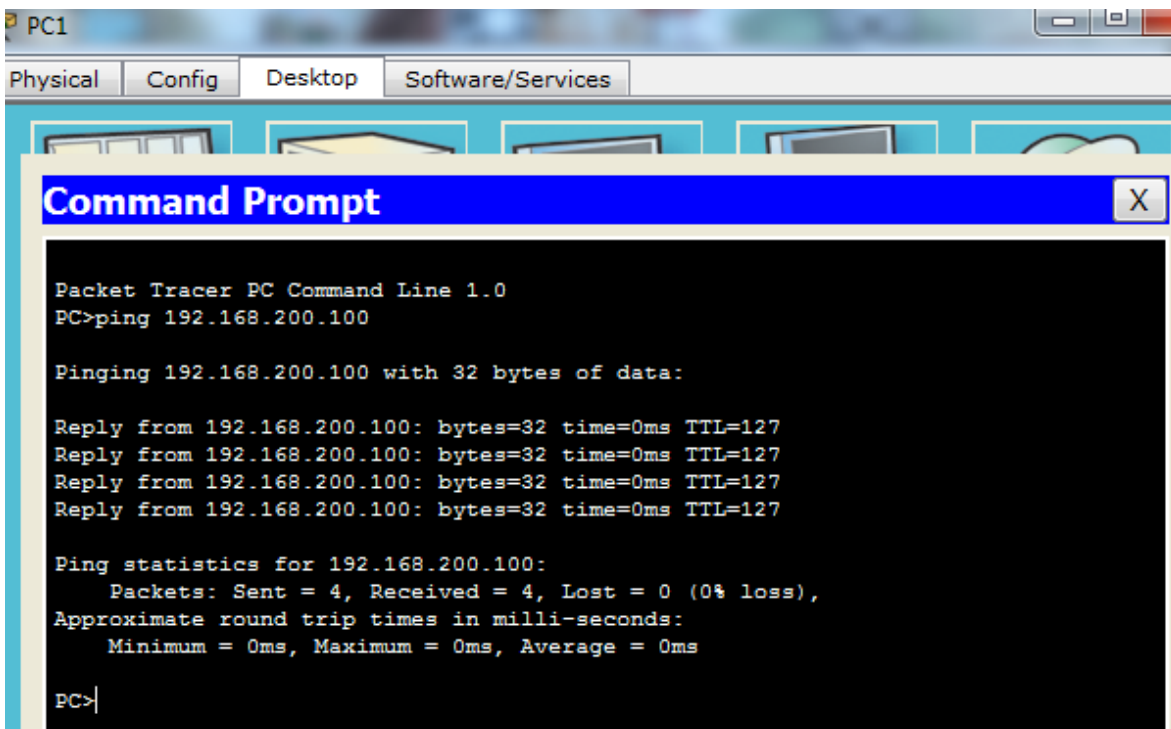 PC1
Physical Config Desktop Software/Services
Command Prompt X
Packet Tracer PC Command Line 1.0
PC>ping 192.168.200.100
Pinging 192.168.200.100 with 32 bytes of data:
Reply from 192.168.200.100: bytes=32 time=0ms TTL=127
Reply from 192.168.200.100: bytes=32 time=0ms TTL=127
Reply from 192.168.200.100: bytes=32 time=0ms TTL=127
Reply from 192.168.200.100: bytes=32 time=0ms TTL=127
Ping statistics for 192.168.200.100:
Packets: Sent = 4, Received = 4, Lost = 0 (0% loss),
Approximate round trip times in milli-seconds:
Minimum = 0ms, Maximum = 0ms, Average = 0ms
PC>